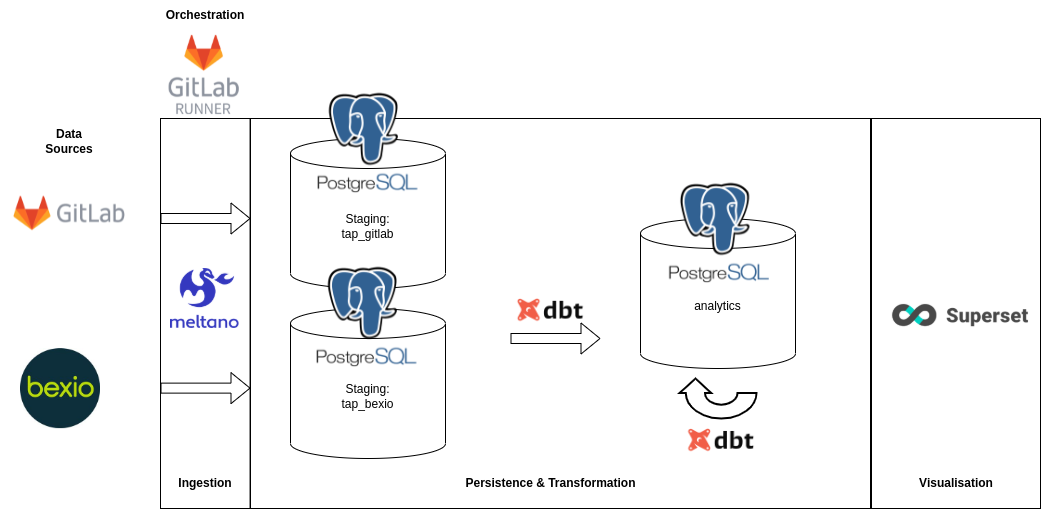 Orchestration
GitLab
RUNNER
Data
Sources
GitLab
PostgreSQL
Staging:
tap_gitlab
meltano
PostgreSQL
Staging:
tap_bexio
bexio
dbt
PostgreSQL
analytics
dbt
Superset
Ingestion
Persistence & Transformation
Visualisation